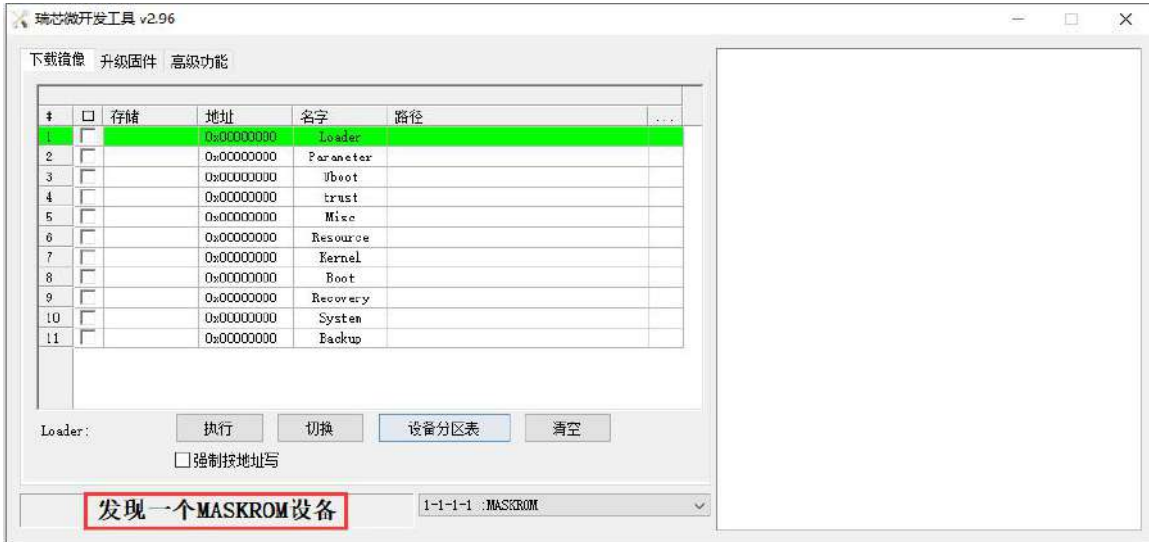 瑞芯微开发工具 v2.96
下载镜像 升级固件 高级功能
# 存储 地址 名字 路径 ...
1 0x00000000 Loader
2 0x00000000 Parameter
3 0x00000000 Uboot
4 0x00000000 trust
5 0x00000000 Misc
6 0x00000000 Resource
7 0x00000000 Kernel
8 0x00000000 Boot
9 0x00000000 Recovery
10 0x00000000 System
11 0x00000000 Backup
Loader: 执行 切换 设备分区表 清空
强制按地址写
发现一个MASKROM设备 1-1-1-1 :MASKROM